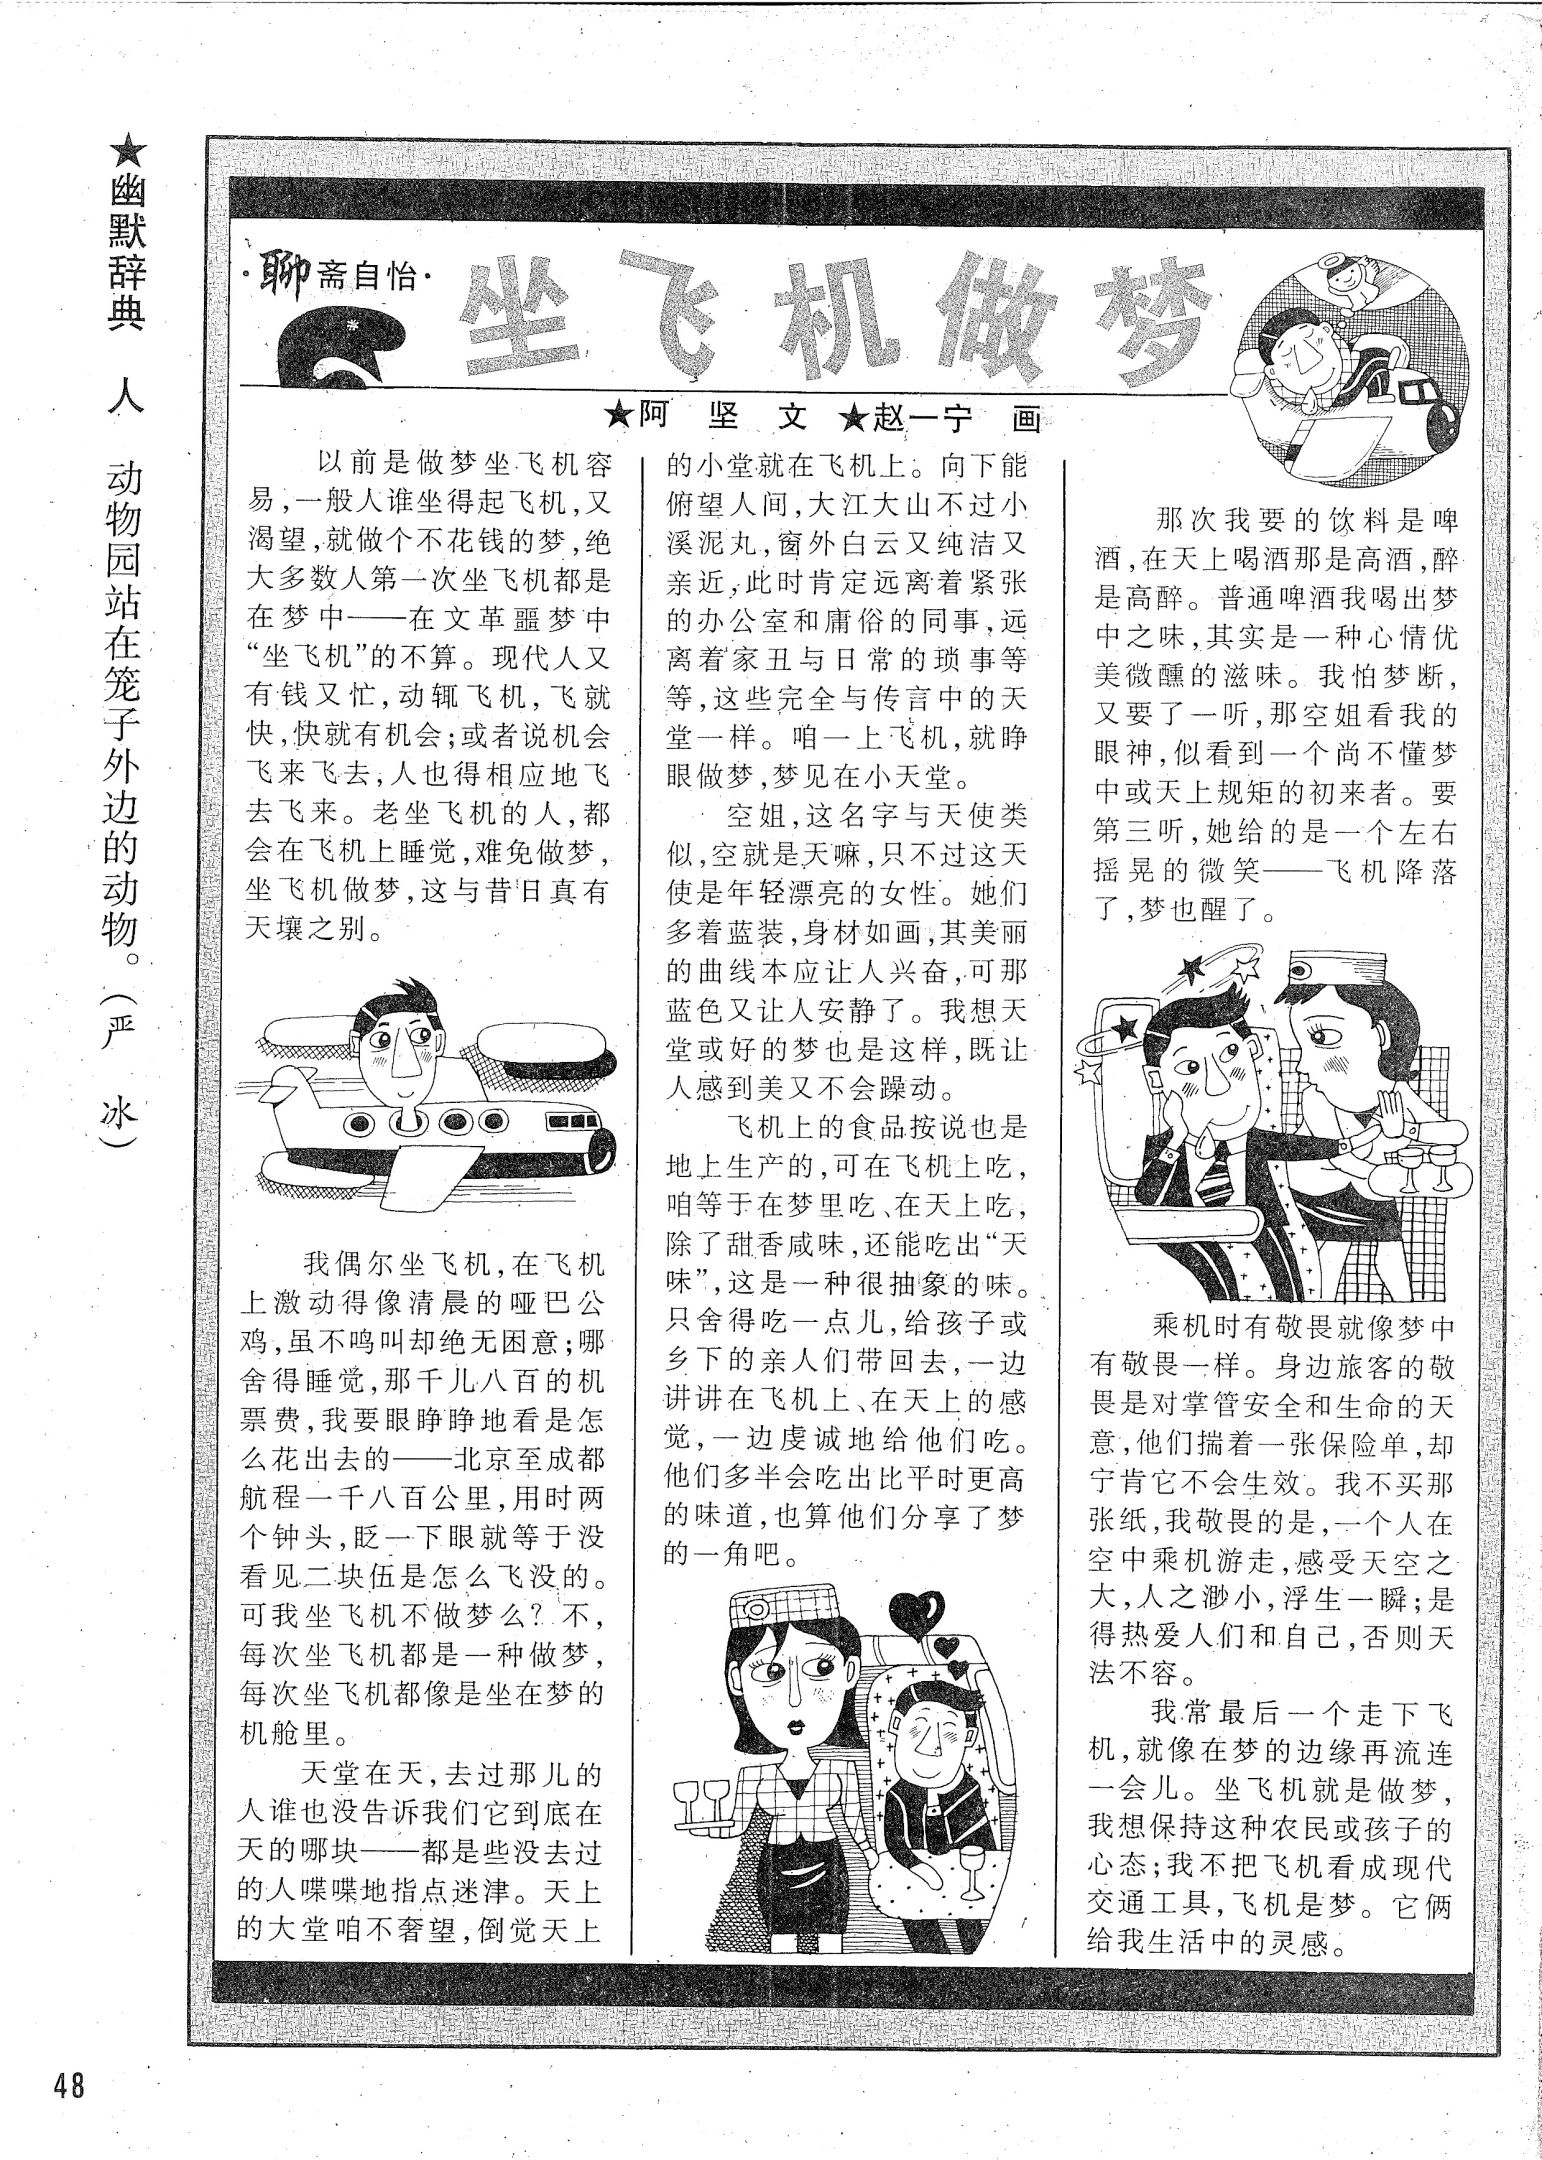 ★幽默辞典　人　动物园站在笼子外边的动物。(严　冰)
·聊斋自怡·
坐飞机做梦
★阿　坚　文　★赵一宁　画
以前是做梦坐飞机容
易,一般人谁坐得起飞机,又
渴望,就做个不花钱的梦,绝
大多数人第一次坐飞机都是
在梦中——在文革噩梦中
“坐飞机”的不算。现代人又
有钱又忙,动辄飞机,飞就
快,快就有机会;或者说机会
飞来飞去,人也得相应地飞
去飞来。老坐飞机的人,都
会在飞机上睡觉,难免做梦,
坐飞机做梦,这与昔日真有
天壤之别。
我偶尔坐飞机,在飞机
上激动得像清晨的哑巴公
鸡,虽不鸣叫却绝无困意;哪
舍得睡觉,那千儿八百的机
票费,我要眼睁睁地看是怎
么花出去的——北京至成都
航程一千八百公里,用时两
个钟头,眨一下眼就等于没
看见二块伍是怎么飞没的。
可我坐飞机不做梦么?不,
每次坐飞机都是一种做梦,
每次坐飞机都像是坐在梦的
机舱里。
天堂在天,去过那儿的
人谁也没告诉我们它到底在
天的哪块——都是些没去过
的人喋喋地指点迷津。天上
的大堂咱不奢望,倒觉天上
的小堂就在飞机上。向下能
俯望人间,大江大山不过小
溪泥丸,窗外白云又纯洁又
亲近,此时肯定远离着紧张
的办公室和庸俗的同事,远
离着家丑与日常的琐事等
等,这些完全与传言中的天
堂一样。咱一上飞机,就睁
眼做梦,梦见在小天堂。
空姐,这名字与天使类
似,空就是天嘛,只不过这天
使是年轻漂亮的女性。她们
多着蓝装,身材如画,其美丽
的曲线本应让人兴奋,可那
蓝色又让人安静了。我想天
堂或好的梦也是这样,既让
人感到美又不会躁动。
飞机上的食品按说也是
地上生产的,可在飞机上吃,
咱等于在梦里吃、在天上吃,
除了甜香咸味,还能吃出“天
味”,这是一种很抽象的味。
只舍得吃一点儿,给孩子或
乡下的亲人们带回去,一边
讲讲在飞机上、在天上的感
觉,一边虔诚地给他们吃。
他们多半会吃出比平时更高
的味道,也算他们分享了梦
的一角吧。
那次我要的饮料是啤
酒,在天上喝酒那是高酒,醉
是高醉。普通啤酒我喝出梦
中之味,其实是一种心情优
美微醺的滋味。我怕梦断,
又要了一听,那空姐看我的
眼神,似看到一个尚不懂梦
中或天上规矩的初来者。要
第三听,她给的是一个左右
摇晃的微笑——飞机降落
了,梦也醒了。
乘机时有敬畏就像梦中
有敬畏一样。身边旅客的敬
畏是对掌管安全和生命的天
意,他们揣着一张保险单,却
宁肯它不会生效。我不买那
张纸,我敬畏的是,一个人在
空中乘机游走,感受天空之
大,人之渺小,浮生一瞬;是
得热爱人们和自己,否则天
法不容。
我常最后一个走下飞
机,就像在梦的边缘再流连
一会儿。坐飞机就是做梦,
我想保持这种农民或孩子的
心态;我不把飞机看成现代
交通工具,飞机是梦。它俩
给我生活中的灵感。
48